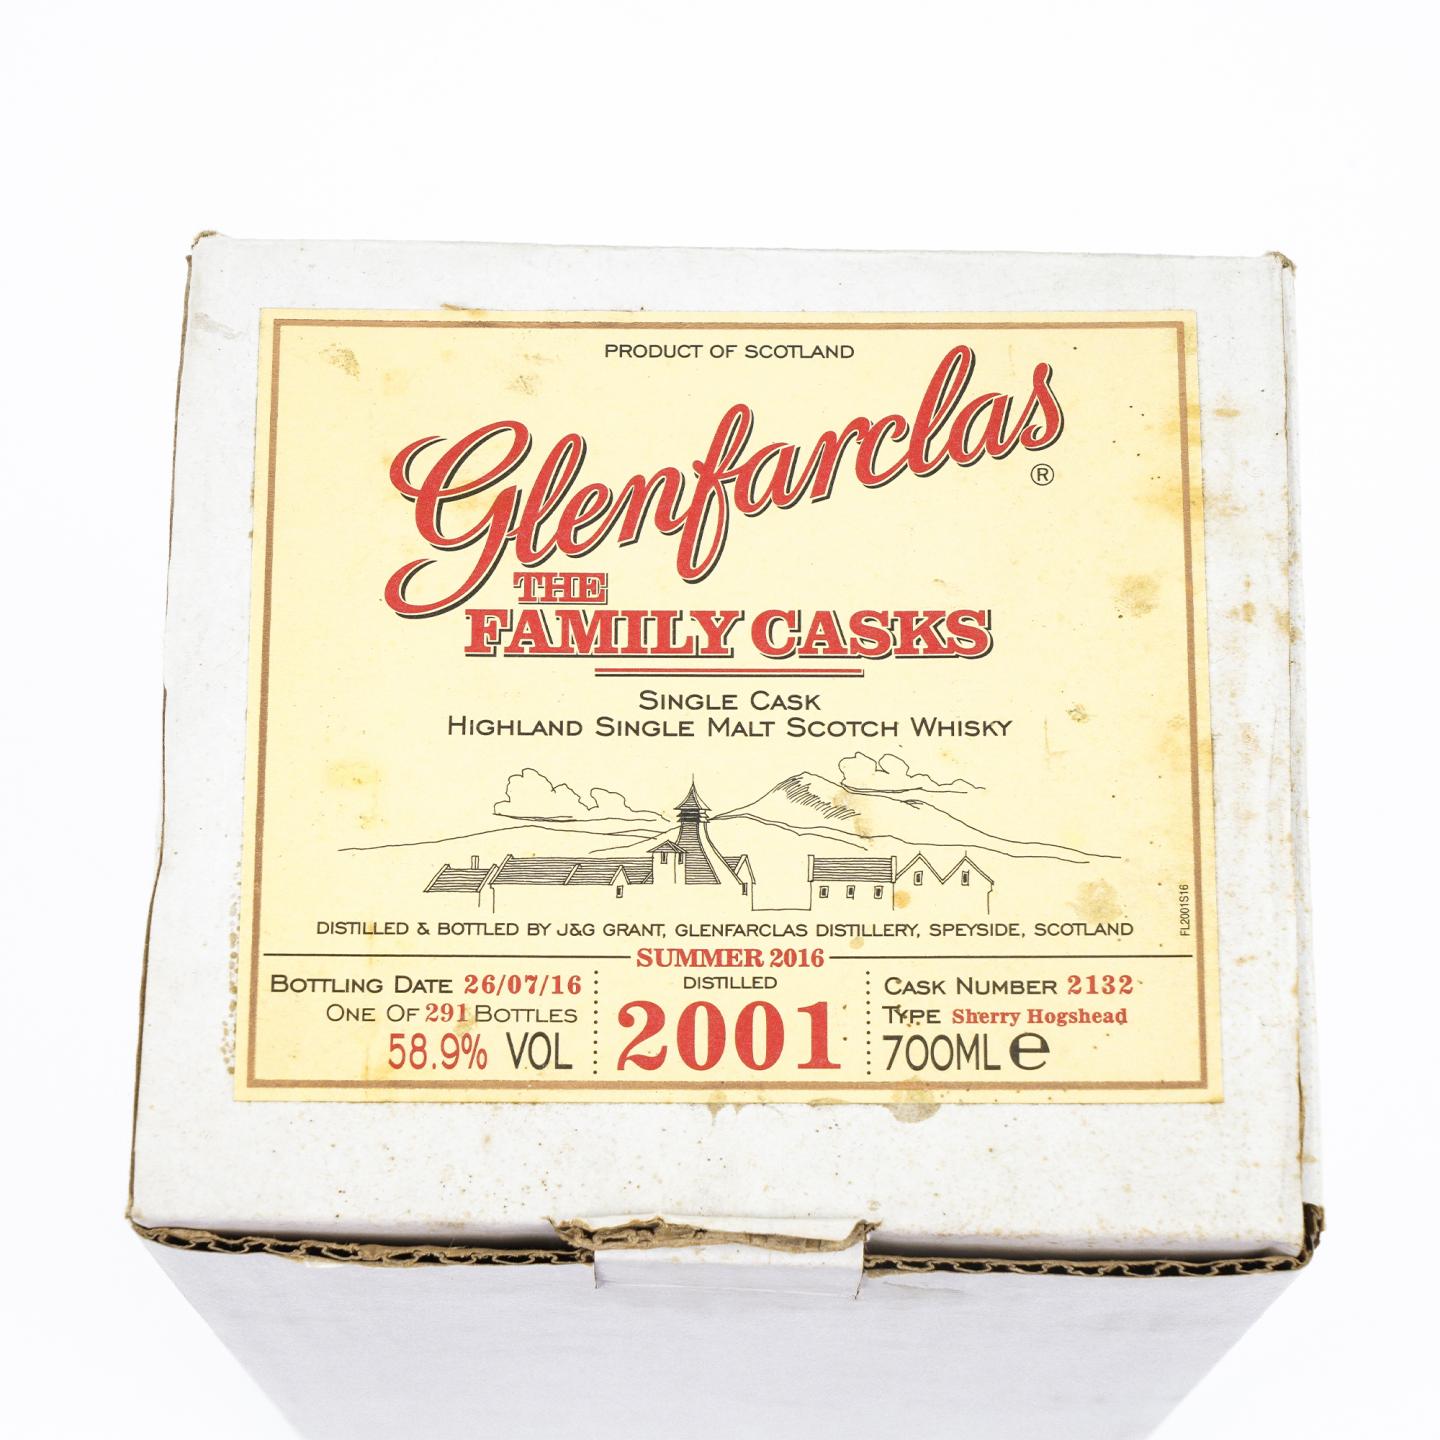 PRODUCT OF SCOTLAND
Glenfarclas®
THE
FAMILY CASKS
SINGLE CASK
HIGHLAND SINGLE MALT SCOTCH WHISKY
DISTILLED & BOTTLED BY J&G GRANT, GLENFARCLAS DISTILLERY, SPEYSIDE, SCOTLAND
FL2001S16
SUMMER 2016
BOTTLING DATE 26/07/16
ONE OF 291 BOTTLES
58.9% VOL
DISTILLED
2001
CASK NUMBER 2132
TYPE Sherry Hogshead
700ML e